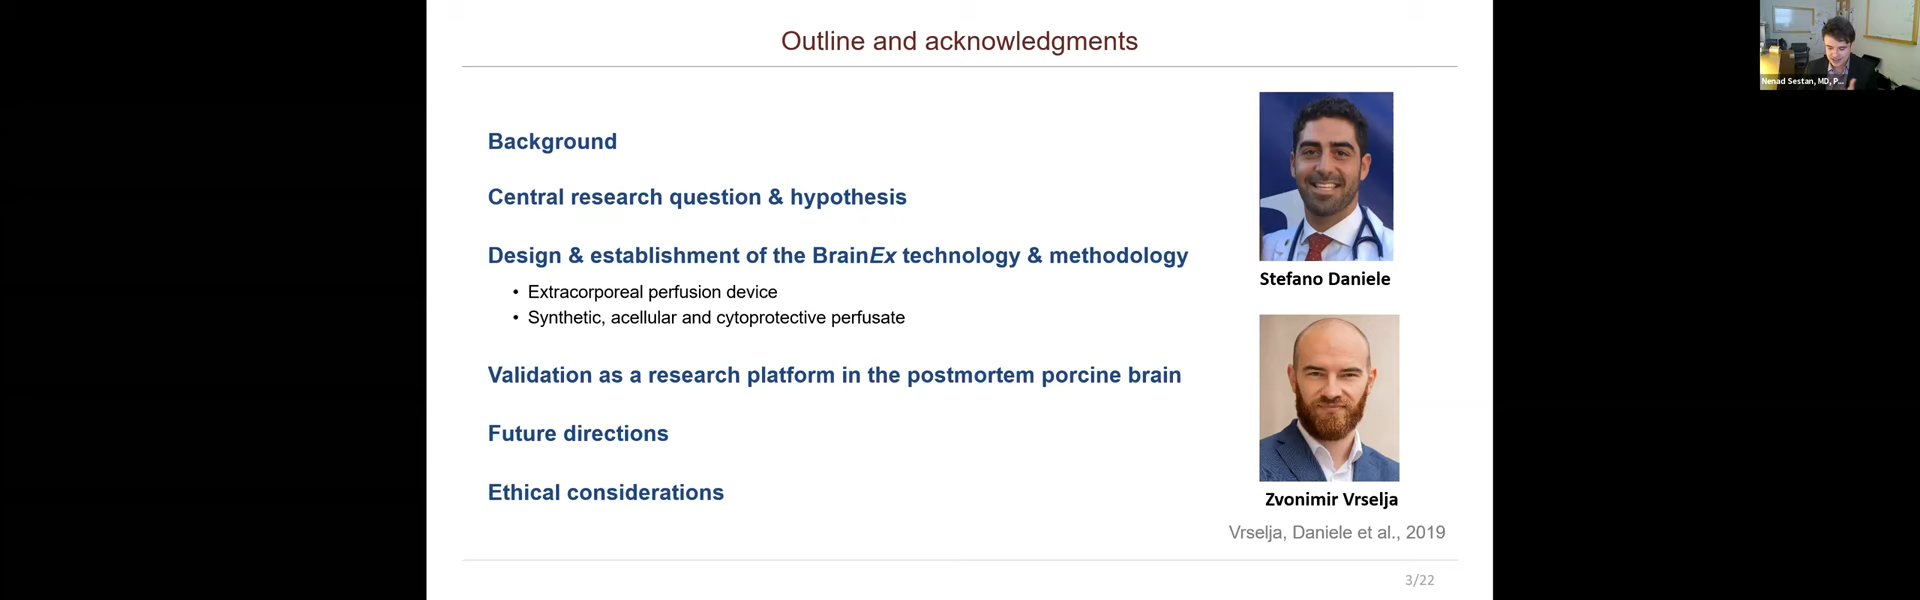 Outline and acknowledgments
Background
Central research question & hypothesis
Design & establishment of the BrainEx technology & methodology
• Extracorporeal perfusion device
• Synthetic, acellular and cytoprotective perfusate
Validation as a research platform in the postmortem porcine brain
Future directions
Ethical considerations
Stefano Daniele
Zvonimir Vrselja
Vrselja, Daniele et al., 2019
3/22
Nenad Sestan, MD, P...